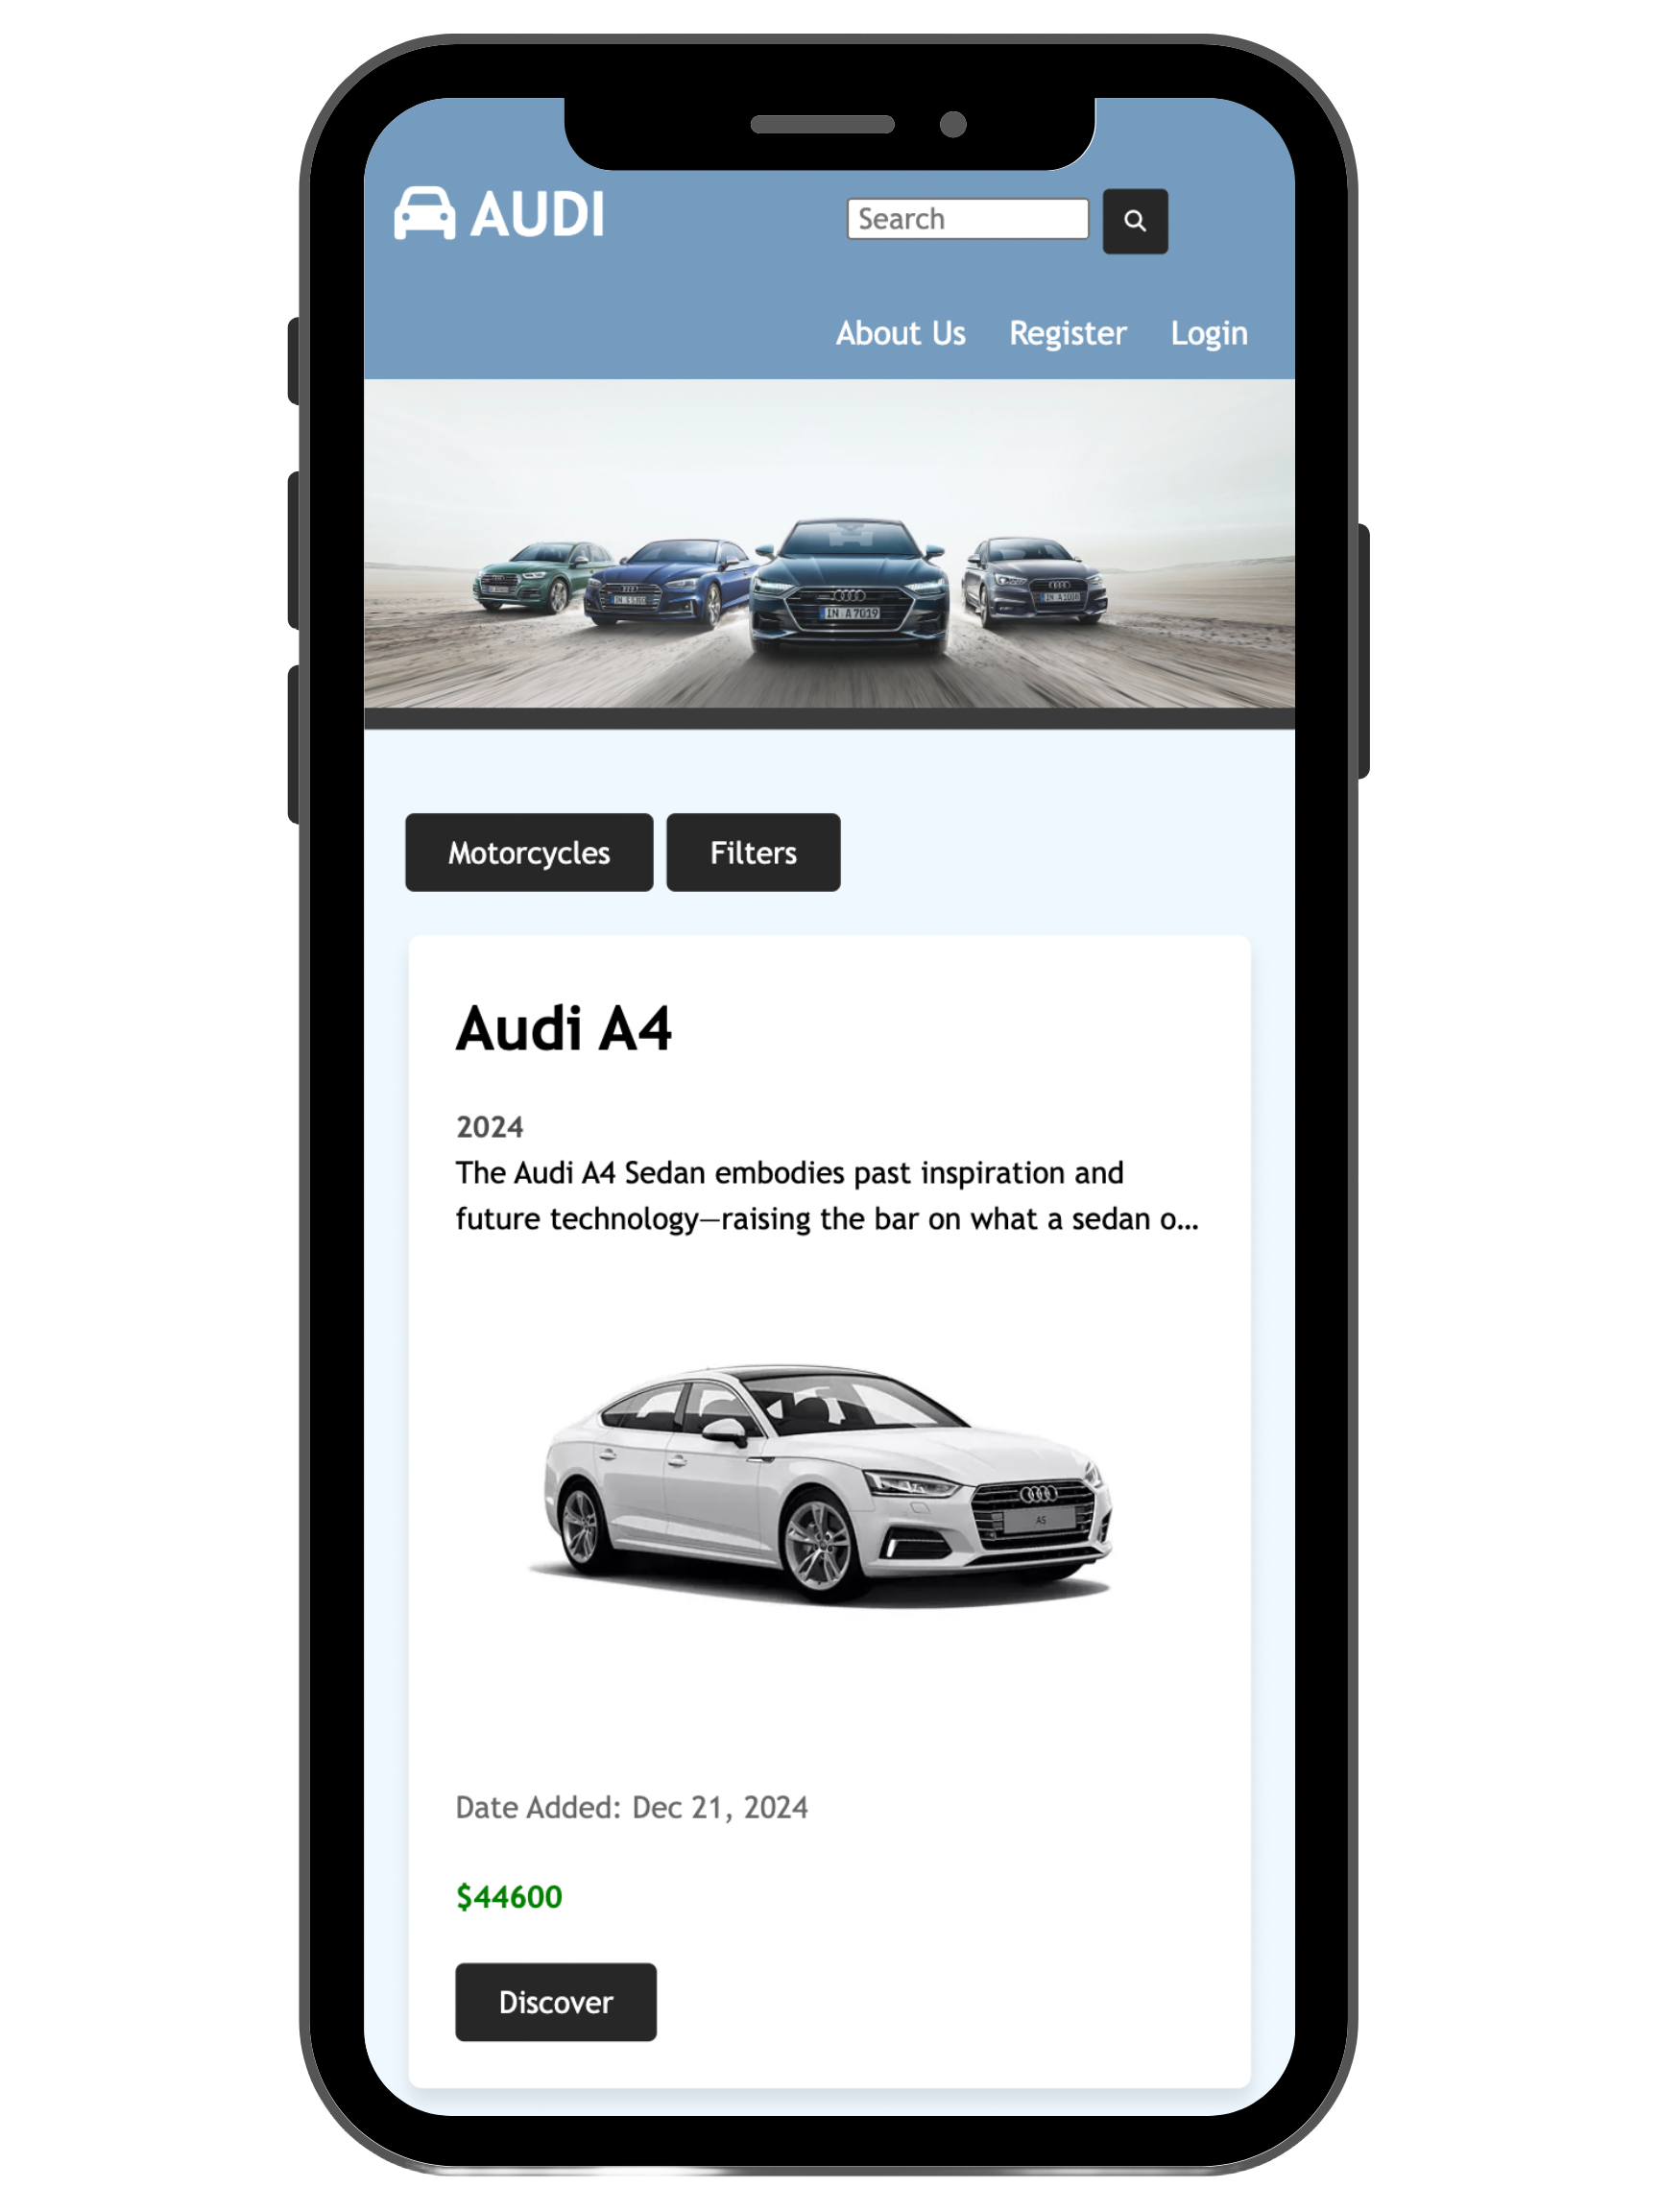 AUDI
Search
About Us Register Login
IN A7019
Motorcycles Filters
Audi A4
2024
The Audi A4 Sedan embodies past inspiration and
future technology—raising the bar on what a sedan o...
A5
Date Added: Dec 21, 2024
$44600
Discover